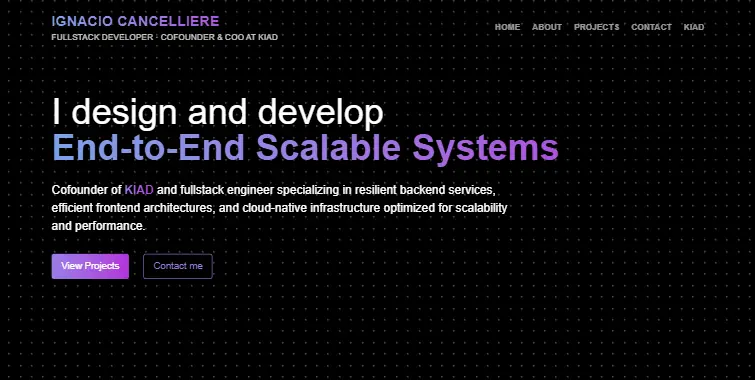 IGNACIO CANCELLIERE
FULLSTACK DEVELOPER · COFOUNDER & COO AT KIAD
HOME ABOUT PROJECTS CONTACT KIAD
I design and develop
End-to-End Scalable Systems
Cofounder of KIAD and fullstack engineer specializing in resilient backend services,
efficient frontend architectures, and cloud-native infrastructure optimized for scalability
and performance.
View Projects Contact me